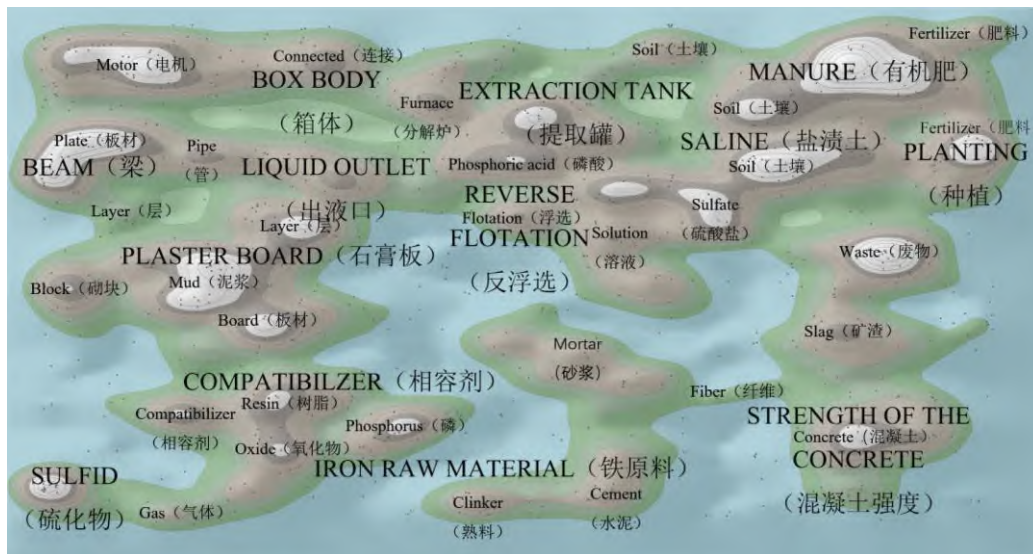 Motor（电机）
Connected（连接）
BOX BODY
（箱体）
Soil（土壤）
Fertilizer（肥料）
MANURE（有机肥）
Furnace
（分解炉）
EXTRACTION TANK
（提取罐）
Soil（土壤）
Plate（板材）
BEAM（梁）
Pipe
（管）
LIQUID OUTLET
（出液口）
Phosphoric acid（磷酸）
SALINE（盐渍土）
Soil（土壤）
Fertilizer（肥料
PLANTING
（种植）
Layer（层）
Layer（层）
REVERSE
Flotation（浮选）
FLOTATION
（反浮选）
Solution
（溶液）
Sulfate
（硫酸盐）
PLASTER BOARD（石膏板）
Waste（废物）
Block（砌块）
Mud（泥浆）
Board（板材）
Slag（矿渣）
Mortar
（砂浆）
COMPATIBILZER（相容剂）
Compatibilizer
（相容剂）
Resin（树脂）
Phosphorus（磷）
Oxide（氧化物）
Fiber（纤维）
STRENGTH OF THE
Concrete（混凝土）
CONCRETE
（混凝土强度）
SULFID
（硫化物）
Gas（气体）
IRON RAW MATERIAL（铁原料）
Clinker
（熟料）
Cement
（水泥）